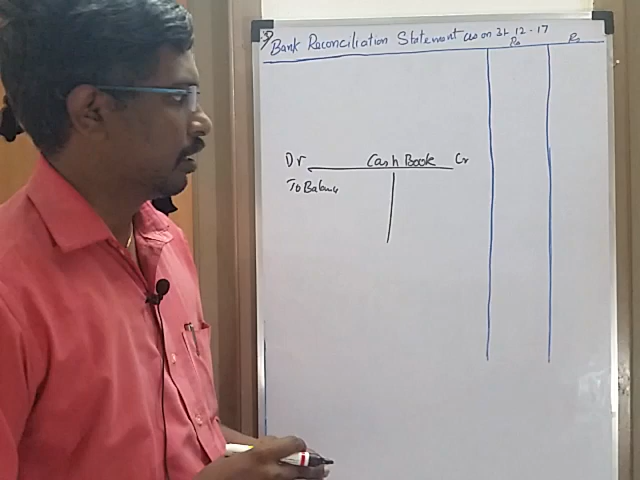 Bank Reconciliation Statement as on 31.12.17
Rs Rs
Dr Cash Book Cr
To Balance